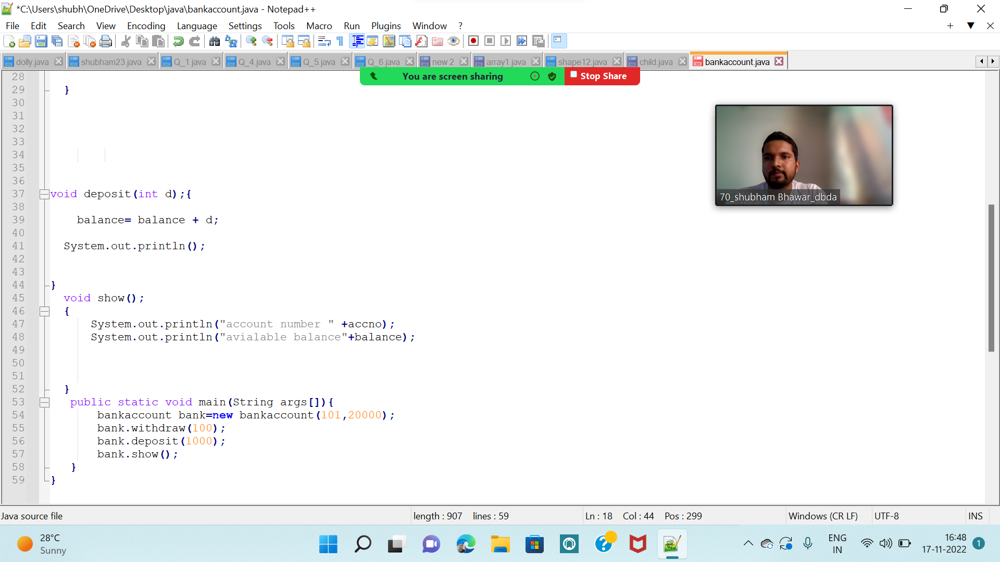 *C:\Users\shubh\OneDrive\Desktop\java\bankaccount.java - Notepad++
File Edit Search View Encoding Language Settings Tools Macro Run Plugins Window ?
dolly.java shubham23.java Q_1.java Q_4.java Q_5.java Q_6.java new 2 array1.java shape12.java child.java bankaccount.java
You are screen sharing Stop Share
28
29 }
30
31
32
33
34
35
36
37 void deposit(int d);{
38
39 balance= balance + d;
40
41 System.out.println();
42
43
44 }
45 void show();
46 {
47 System.out.println("account number " +accno);
48 System.out.println("avialable balance"+balance);
49
50
51
52 }
53 public static void main(String args[]){
54 bankaccount bank=new bankaccount(101,20000);
55 bank.withdraw(100);
56 bank.deposit(1000);
57 bank.show();
58 }
59 }
70_shubham Bhawar_dbda
Java source file length : 907 lines : 59 Ln : 18 Col : 44 Pos : 299 Windows (CR LF) UTF-8 INS
28°C
Sunny
ENG
IN
16:48
17-11-2022
1